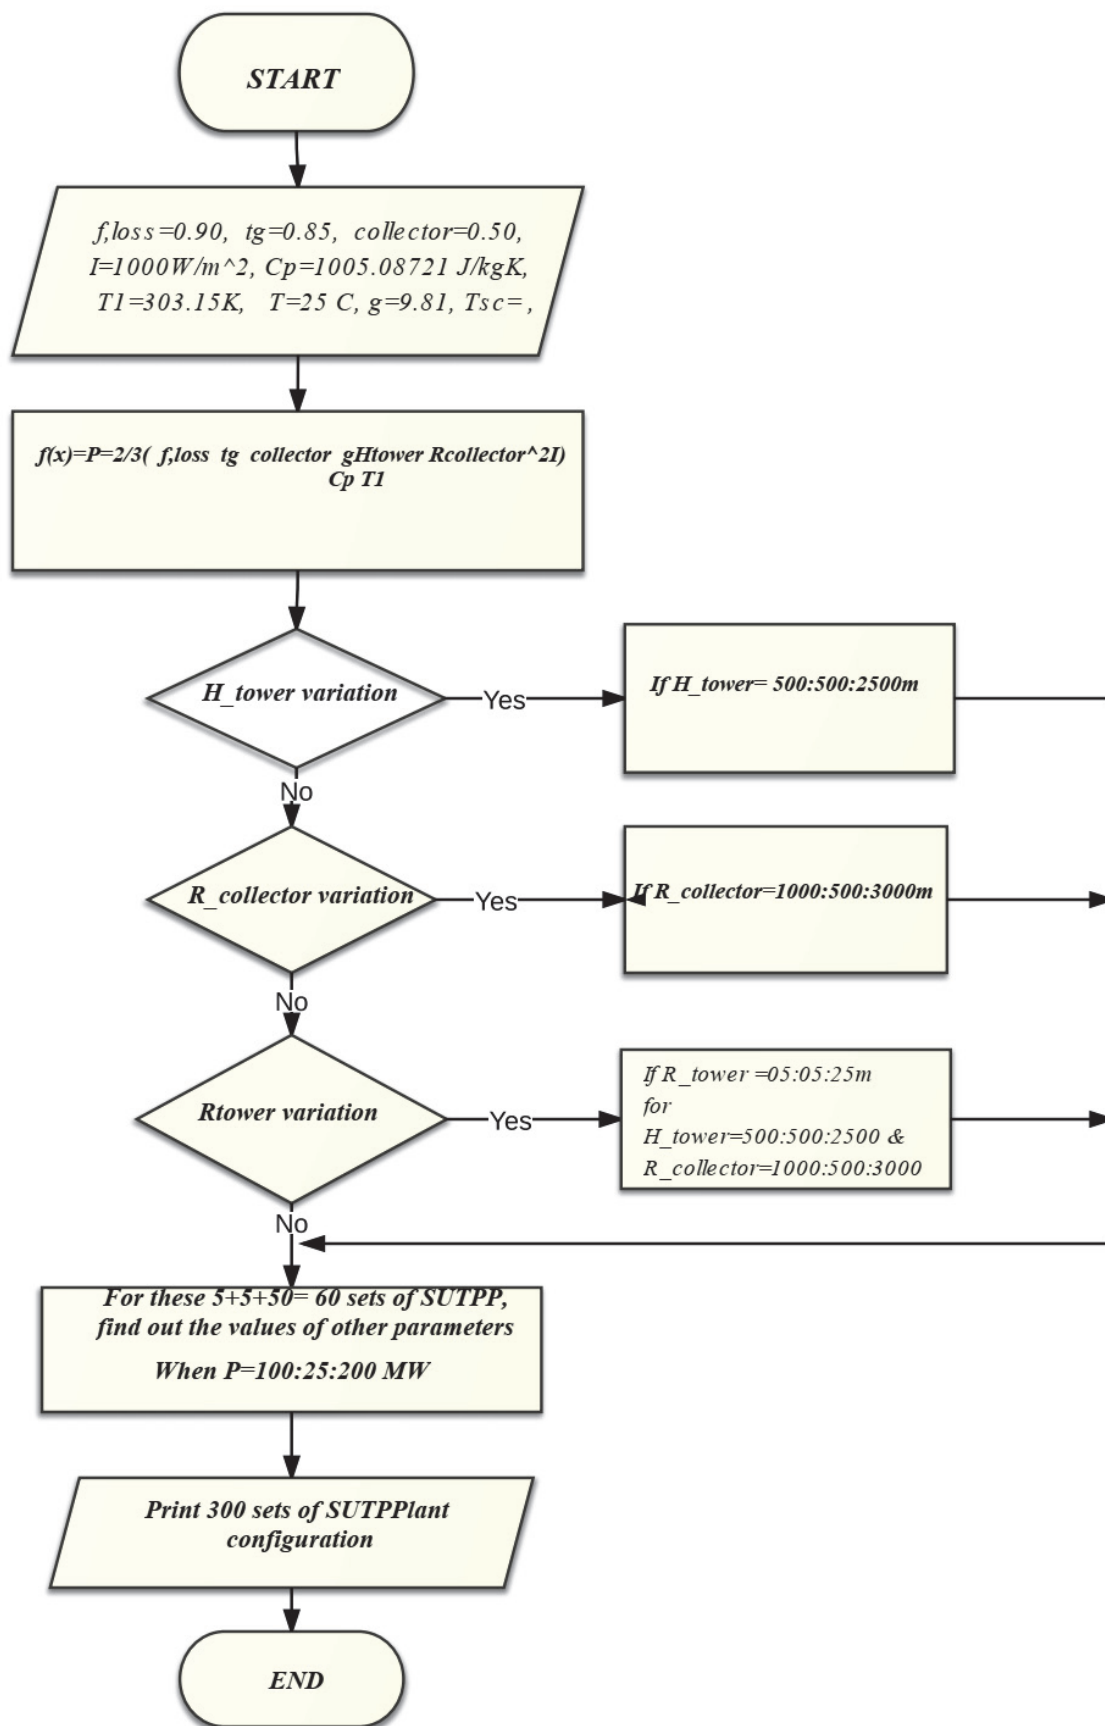 START
f,loss=0.90, tg=0.85, collector=0.50,
I=1000W/m^2, Cp=1005.08721 J/kgK,
T1=303.15K, T=25 C, g=9.81, Tsc= ,
f(x)=P=2/3( f,loss tg collector gHtower Rcollector^2I)
Cp T1
H_tower variation
Yes
If H_tower= 500:500:2500m
No
R_collector variation
Yes
If R_collector=1000:500:3000m
No
Rtower variation
Yes
If R_tower =05:05:25m
for
H_tower=500:500:2500 &
R_collector=1000:500:3000
No
For these 5+5+50= 60 sets of SUTPP,
find out the values of other parameters
When P=100:25:200 MW
Print 300 sets of SUTPPlant
configuration
END